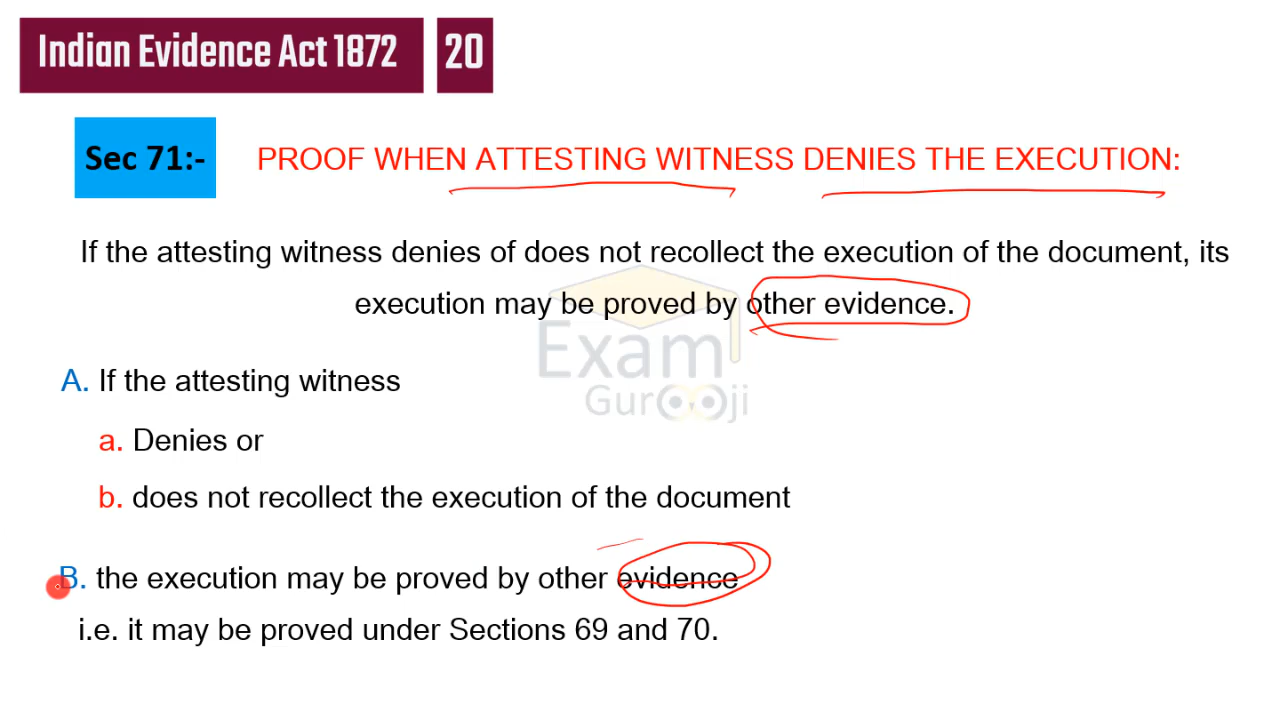 Indian Evidence Act 1872 20
Sec 71:- PROOF WHEN ATTESTING WITNESS DENIES THE EXECUTION:
If the attesting witness denies of does not recollect the execution of the document, its
execution may be proved by other evidence.
Exam
Gurooji
A. If the attesting witness
a. Denies or
b. does not recollect the execution of the document
B. the execution may be proved by other evidence
i.e. it may be proved under Sections 69 and 70.